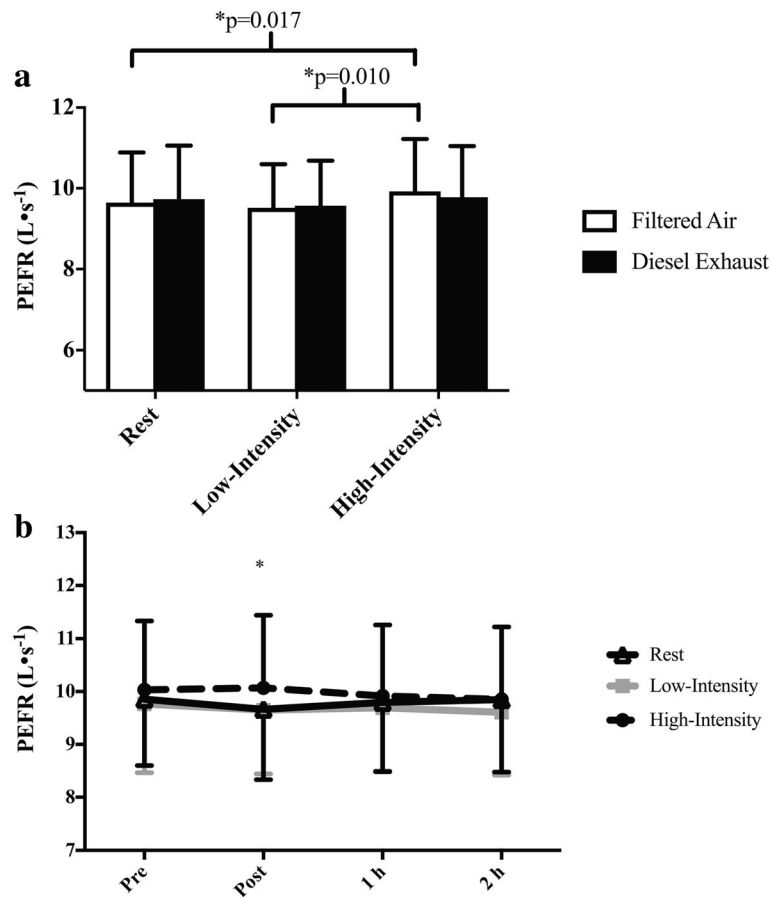 *p=0.017
*p=0.010
a
12
10
8
6
PEFR (L•s-1)
Filtered Air
Diesel Exhaust
Rest
Low-Intensity
High-Intensity
b
13
12
11
10
9
8
7
PEFR (L•s-1)
*
Rest
Low-Intensity
High-Intensity
Pre
Post
1 h
2 h